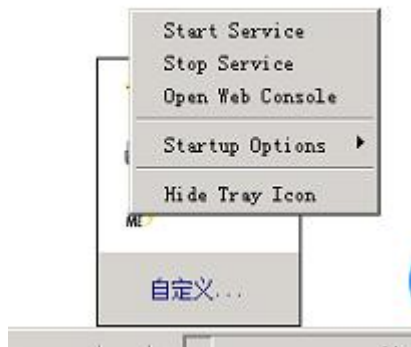 Start Service
Stop Service
Open Web Console
Startup Options
Hide Tray Icon
自定义...